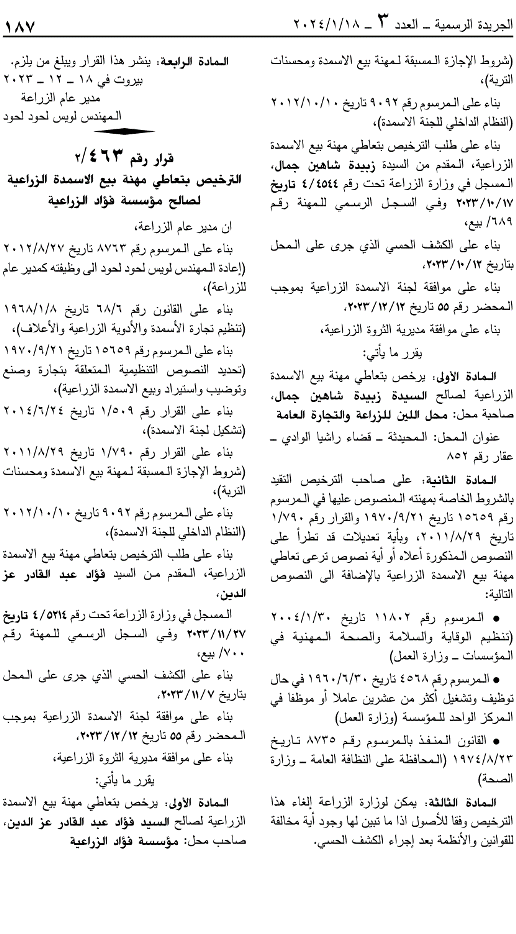 الجريدة الرسمية ــ العدد ٣ ــ ٢٠٢٤/١/١٨
١٨٧
(شروط الإجازة المسبقة لـمهنة بيع الاسمدة ومحسنات
التربة)،
بناء على المرسوم رقم ٩٠٩٢ تاريخ ٢٠١٢/١٠/١٠
(النظام الداخلي للجنة الاسمدة)،
بناء على طلب الترخيص بتعاطي مهنة بيع الاسمدة
الزراعية، المقدم من السيدة زبيدة شاهين جمال،
المسجل في وزارة الزراعة تحت رقم ٤/٤٥٤٤ تاريخ
٢٠٢٣/١٠/١٧ وفي السجل الرسمي للمهنة رقم
٦٨٩/ بيع،
بناء على الكشف الحسي الذي جرى على المحل
بتاريخ ٢٠٢٣/١٠/١٢،
بناء على موافقة لجنة الاسمدة الزراعية بموجب
المحضر رقم ٥٥ تاريخ ٢٠٢٣/١٢/١٢،
بناء على موافقة مديرية الثروة الزراعية،
يقرر ما يأتي:
المادة الأولى: يرخص بتعاطي مهنة بيع الاسمدة
الزراعية لصالح السيدة زبيدة شاهين جمال،
صاحبة محل: محل اللين للزراعة والتجارة العامة
عنوان المحل: المحيدثة ــ قضاء راشيا الوادي ــ
عقار رقم ٨٥٢
المادة الثانية: على صاحب الترخيص التقيد
بالشروط الخاصة بمهنته المنصوص عليها في المرسوم
رقم ١٥٦٥٩ تاريخ ١٩٧٠/٩/٢١ والقرار رقم ١/٧٩٠
تاريخ ٢٠١١/٨/٢٩، وبأية تعديلات قد تطرأ على
النصوص المذكورة أعلاه أو أية نصوص ترعى تعاطي
مهنة بيع الاسمدة الزراعية بالإضافة الى النصوص
التالية:
● المرسوم رقم ١١٨٠٢ تاريخ ٢٠٠٤/١/٣٠
(تنظيم الوقاية والسلامة والصحة المهنية في
المؤسسات ــ وزارة العمل)
● المرسوم رقم ٤٥٦٨ تاريخ ١٩٦٠/٦/٣٠ في حال
توظيف وتشغيل أكثر من عشرين عاملا أو موظفا في
المركز الواحد للمؤسسة (وزارة العمل)
● القانون المنفذ بالمرسوم رقم ٨٧٣٥ تاريخ
١٩٧٤/٨/٢٣ (المحافظة على النظافة العامة ــ وزارة
الصحة)
المادة الثالثة: يمكن لوزارة الزراعة إلغاء هذا
الترخيص وفقا للأصول اذا ما تبين لها وجود أية مخالفة
للقوانين والأنظمة بعد إجراء الكشف الحسي.
المادة الرابعة: ينشر هذا القرار ويبلغ من يلزم.
بيروت في ١٨ ــ ١٢ ــ ٢٠٢٣
مدير عام الزراعة
المهندس لويس لحود لحود
قرار رقم ٢/٤٦٣
الترخيص بتعاطي مهنة بيع الاسمدة الزراعية
لصالح مؤسسة فؤاد الزراعية
ان مدير عام الزراعة،
بناء على المرسوم رقم ٨٧٦٣ تاريخ ٢٠١٢/٨/٢٧
(إعادة المهندس لويس لحود لحود الى وظيفته كمدير عام
للزراعة)،
بناء على القانون رقم ٦٨/٦ تاريخ ١٩٦٨/١/٨
(تنظيم تجارة الأسمدة والأدوية الزراعية والأعلاف)،
بناء على المرسوم رقم ١٥٦٥٩ تاريخ ١٩٧٠/٩/٢١
(تحديد النصوص التنظيمية المتعلقة بتجارة وصنع
وتوضيب واستيراد وبيع الاسمدة الزراعية)،
بناء على القرار رقم ١/٥٠٩ تاريخ ٢٠١٤/٦/٢٤
(تشكيل لجنة الاسمدة)،
بناء على القرار رقم ١/٧٩٠ تاريخ ٢٠١١/٨/٢٩
(شروط الإجازة المسبقة لمهنة بيع الاسمدة ومحسنات
التربة)،
بناء على المرسوم رقم ٩٠٩٢ تاريخ ٢٠١٢/١٠/١٠
(النظام الداخلي للجنة الاسمدة)،
بناء على طلب الترخيص بتعاطي مهنة بيع الاسمدة
الزراعية، المقدم من السيد فؤاد عبد القادر عز
الدين،
المسجل في وزارة الزراعة تحت رقم ٤/٥٢١٤ تاريخ
٢٠٢٣/١١/٢٧ وفي السجل الرسمي للمهنة رقم
٧٠٠/ بيع،
بناء على الكشف الحسي الذي جرى على المحل
بتاريخ ٢٠٢٣/١١/٧،
بناء على موافقة لجنة الاسمدة الزراعية بموجب
المحضر رقم ٥٥ تاريخ ٢٠٢٣/١٢/١٢،
بناء على موافقة مديرية الثروة الزراعية،
يقرر ما يأتي:
المادة الأولى: يرخص بتعاطي مهنة بيع الاسمدة
الزراعية لصالح السيد فؤاد عبد القادر عز الدين،
صاحب محل: مؤسسة فؤاد الزراعية